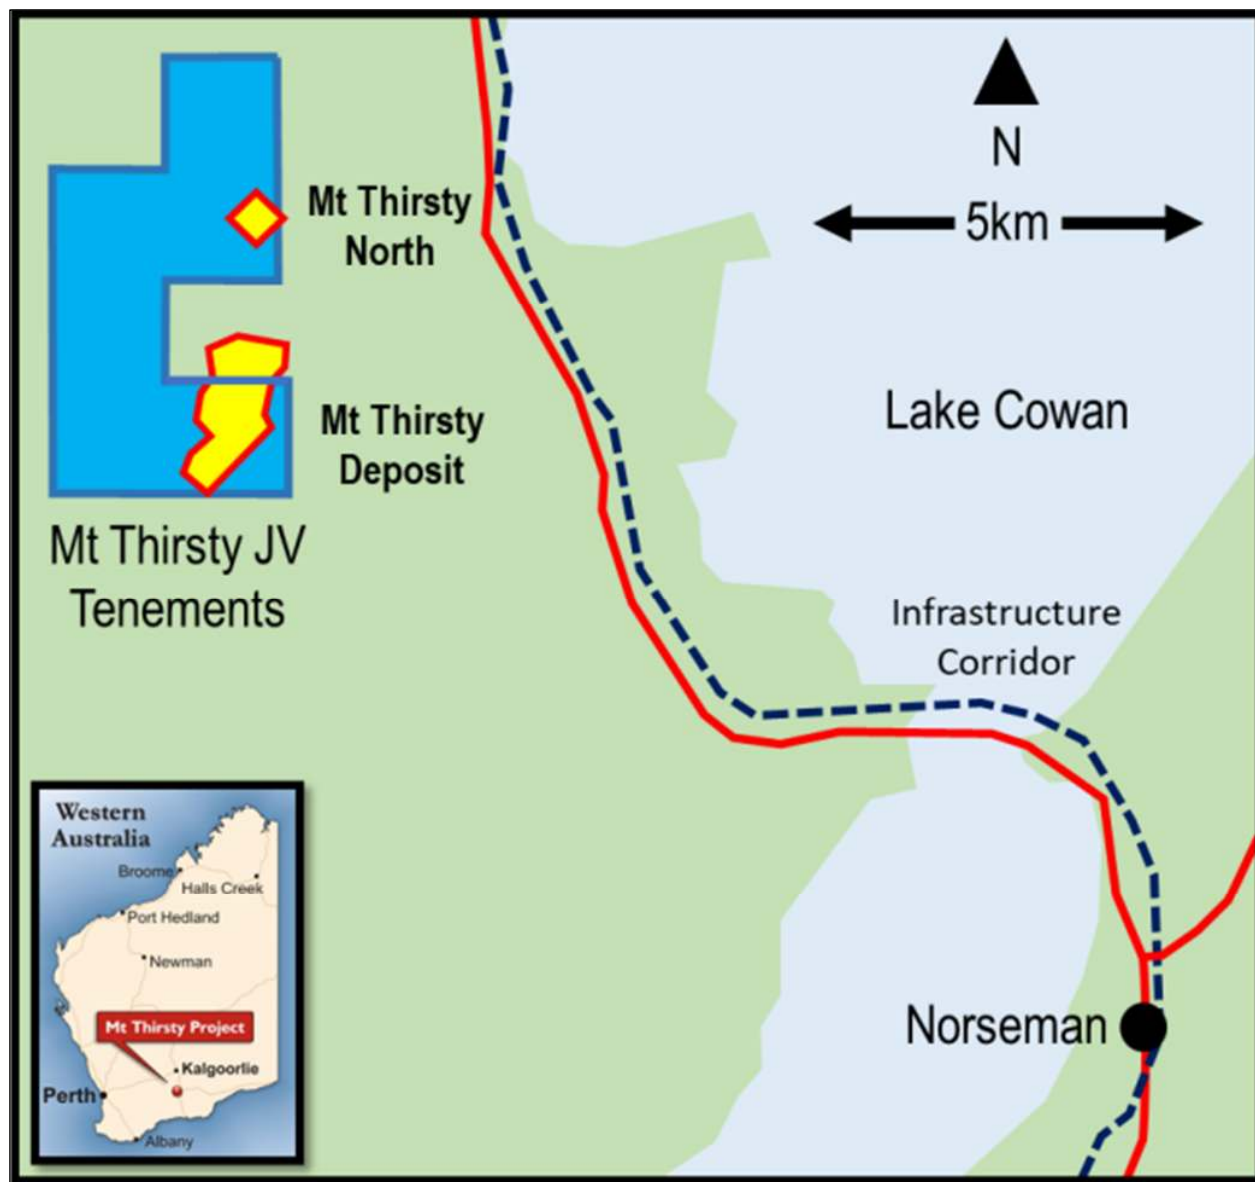 N
5km
Mt Thirsty
North
Lake Cowan
Mt Thirsty
Deposit
Mt Thirsty JV
Tenements
Infrastructure
Corridor
Norseman
Western
Australia
Broome
Halls Creek
Port Hedland
Newman
Mt Thirsty Project
Kalgoorlie
Perth
Albany